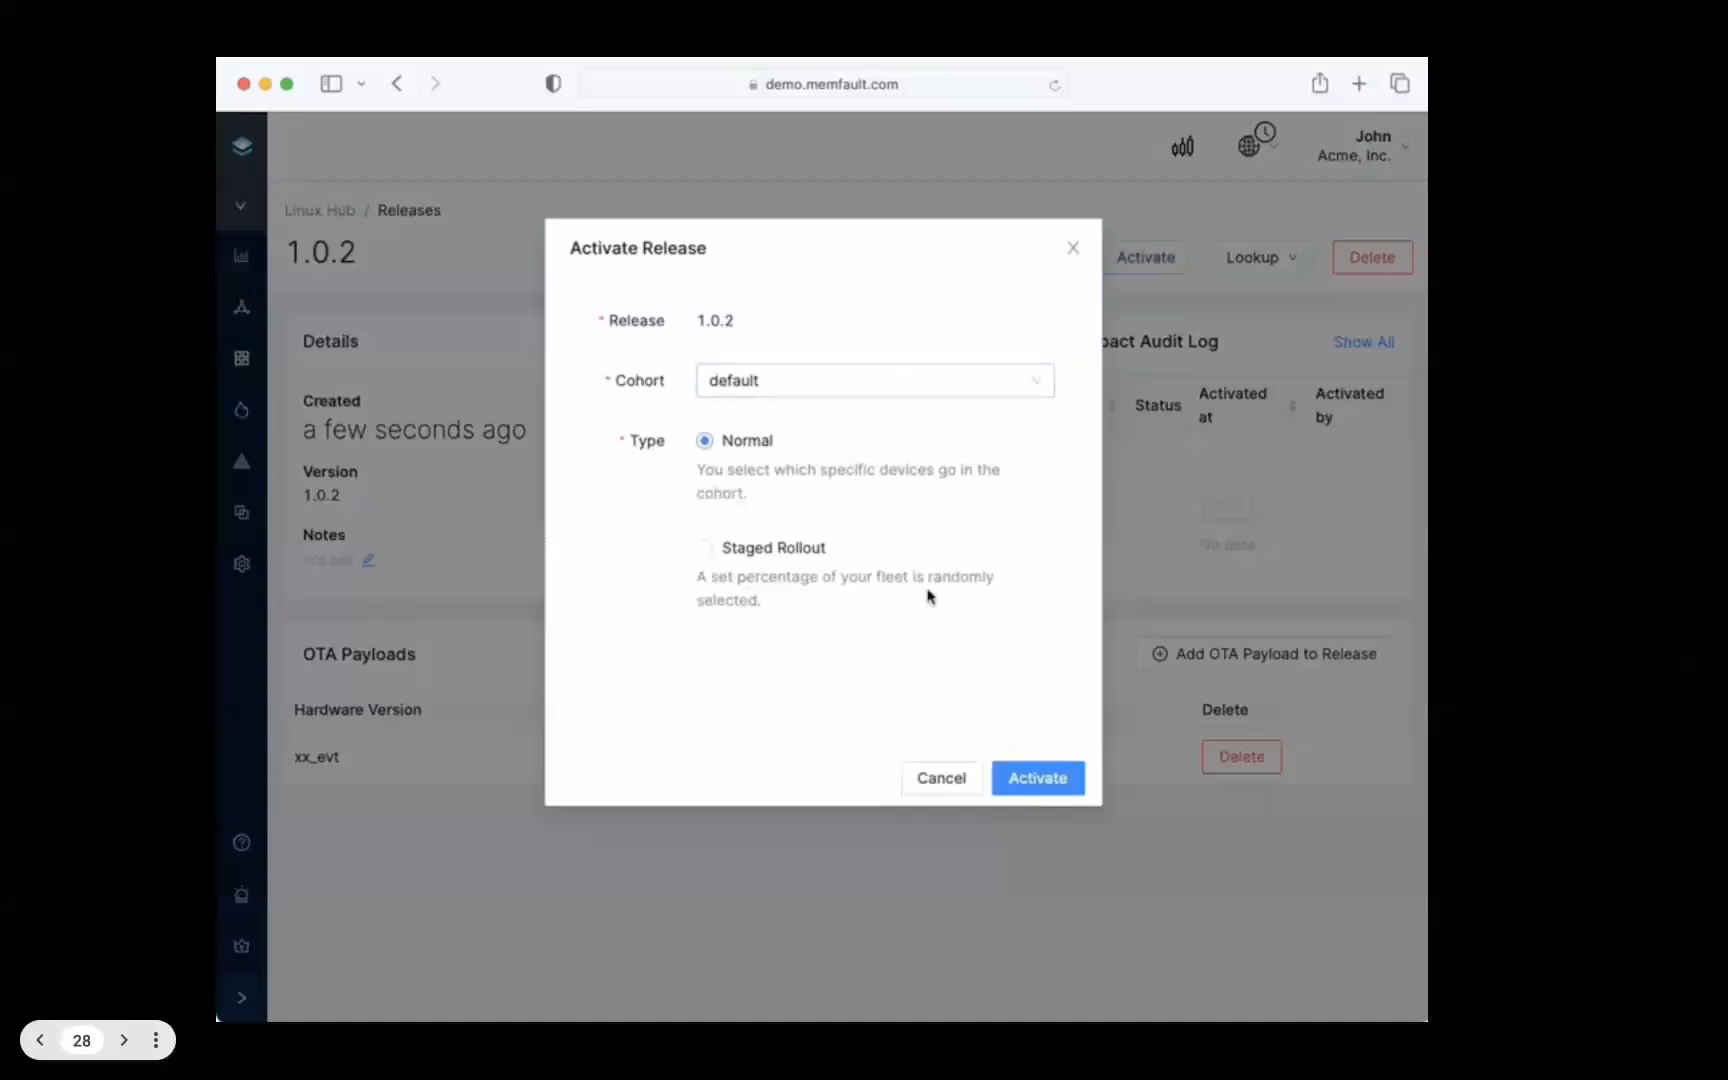 demo.memfault.com
John
Acme, Inc.
Linux Hub / Releases
1.0.2
Activate
Lookup
Delete
Activate Release
* Release 1.0.2
* Cohort default
* Type Normal
You select which specific devices go in the
cohort.
Staged Rollout
A set percentage of your fleet is randomly
selected.
Cancel
Activate
Details
Created
a few seconds ago
Version
1.0.2
Notes
Audit Log
Show All
Status
Activated
at
Activated
by
No data
OTA Payloads
Add OTA Payload to Release
Hardware Version
Delete
xx_evt
Delete
28